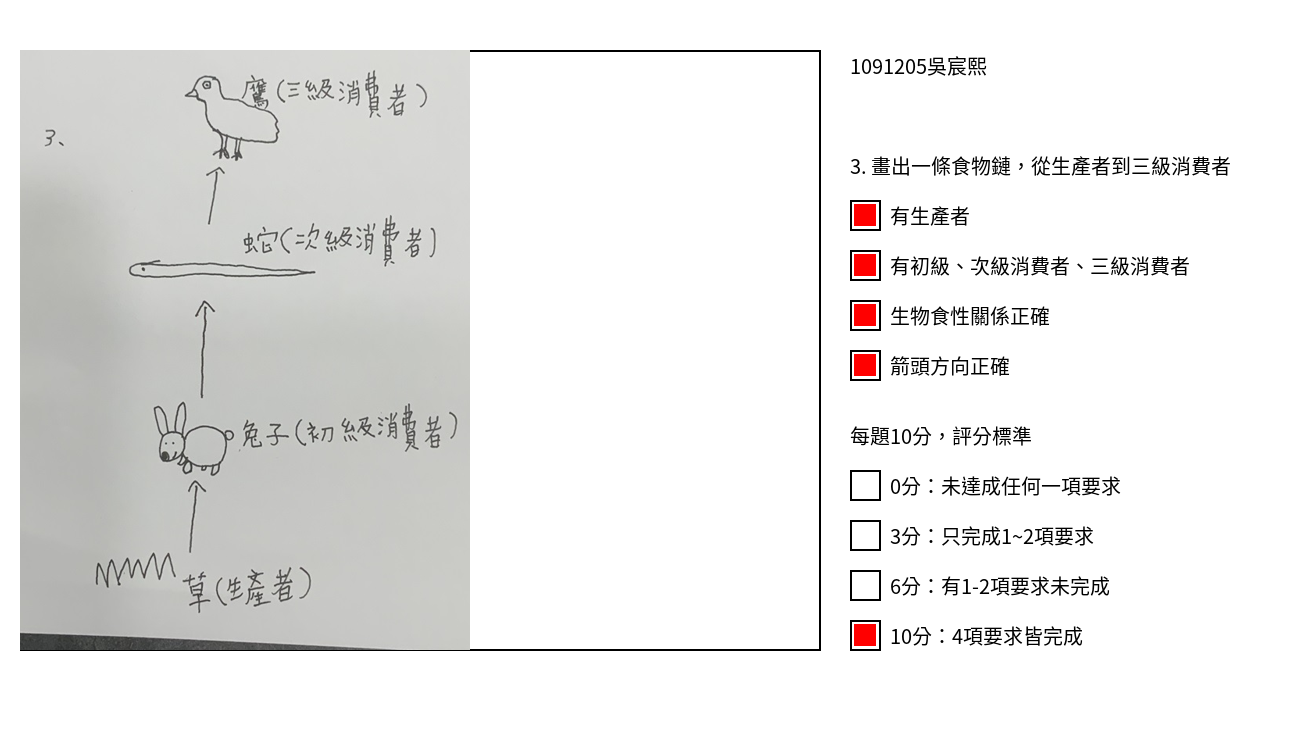 3、
鷹(三級消費者)
蛇(次級消費者)
兔子(初級消費者)
草(生產者)
1091205吳宸熙
3. 畫出一條食物鏈，從生產者到三級消費者
有生產者
有初級、次級消費者、三級消費者
生物食性關係正確
箭頭方向正確
每題10分，評分標準
0分：未達成任何一項要求
3分：只完成1~2項要求
6分：有1-2項要求未完成
10分：4項要求皆完成